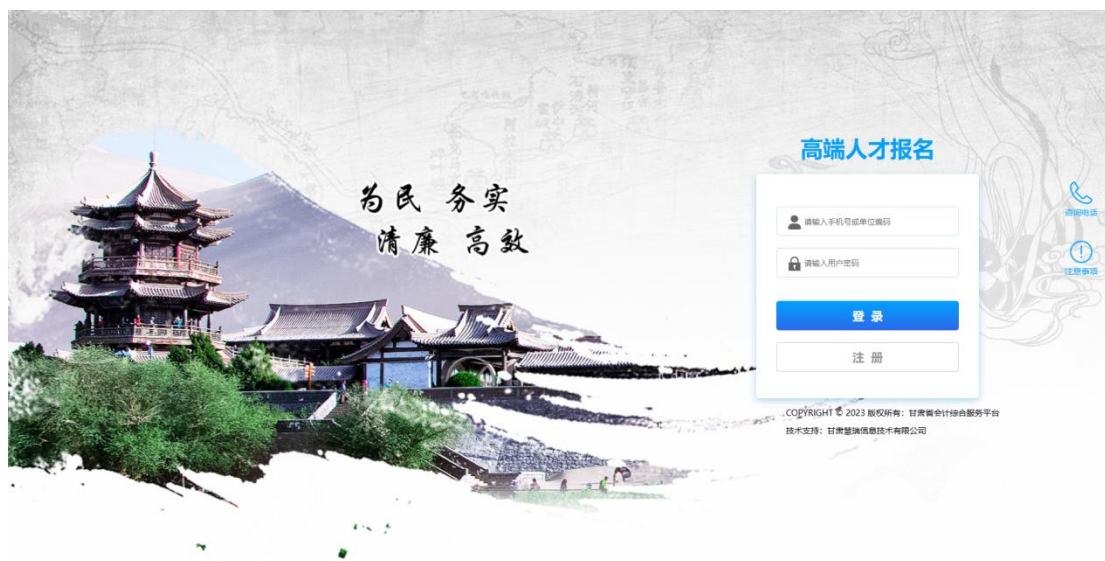 高端人才报名
为民 务实
清廉 高效
请输入手机号或单位编码
请输入用户密码
登 录
注 册
咨询电话
注意事项
COPYRIGHT © 2023 版权所有：甘肃省会计综合服务平台
技术支持：甘肃慧瑞信息技术有限公司